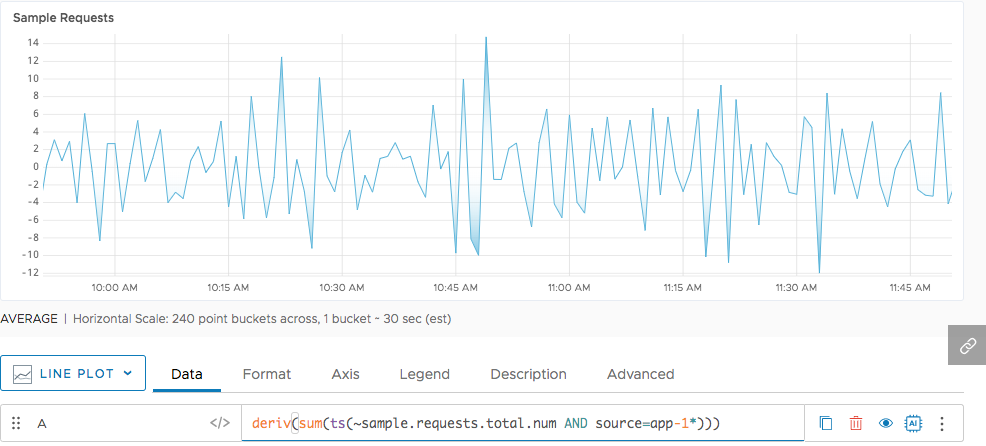 Sample Requests
14
12
10
8
6
4
2
0
-2
-4
-6
-8
-10
-12
10:00 AM 10:15 AM 10:30 AM 10:45 AM 11:00 AM 11:15 AM 11:30 AM 11:45 AM
AVERAGE | Horizontal Scale: 240 point buckets across, 1 bucket ~ 30 sec (est)
LINE PLOT Data Format Axis Legend Description Advanced
A </> deriv(sum(ts(~sample.requests.total.num AND source=app-1*))) AI